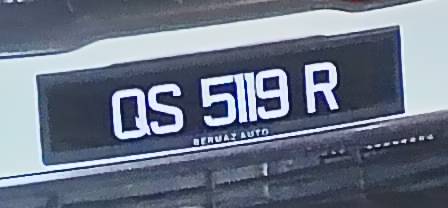 QS 5119 R
BERMAZ AUTO